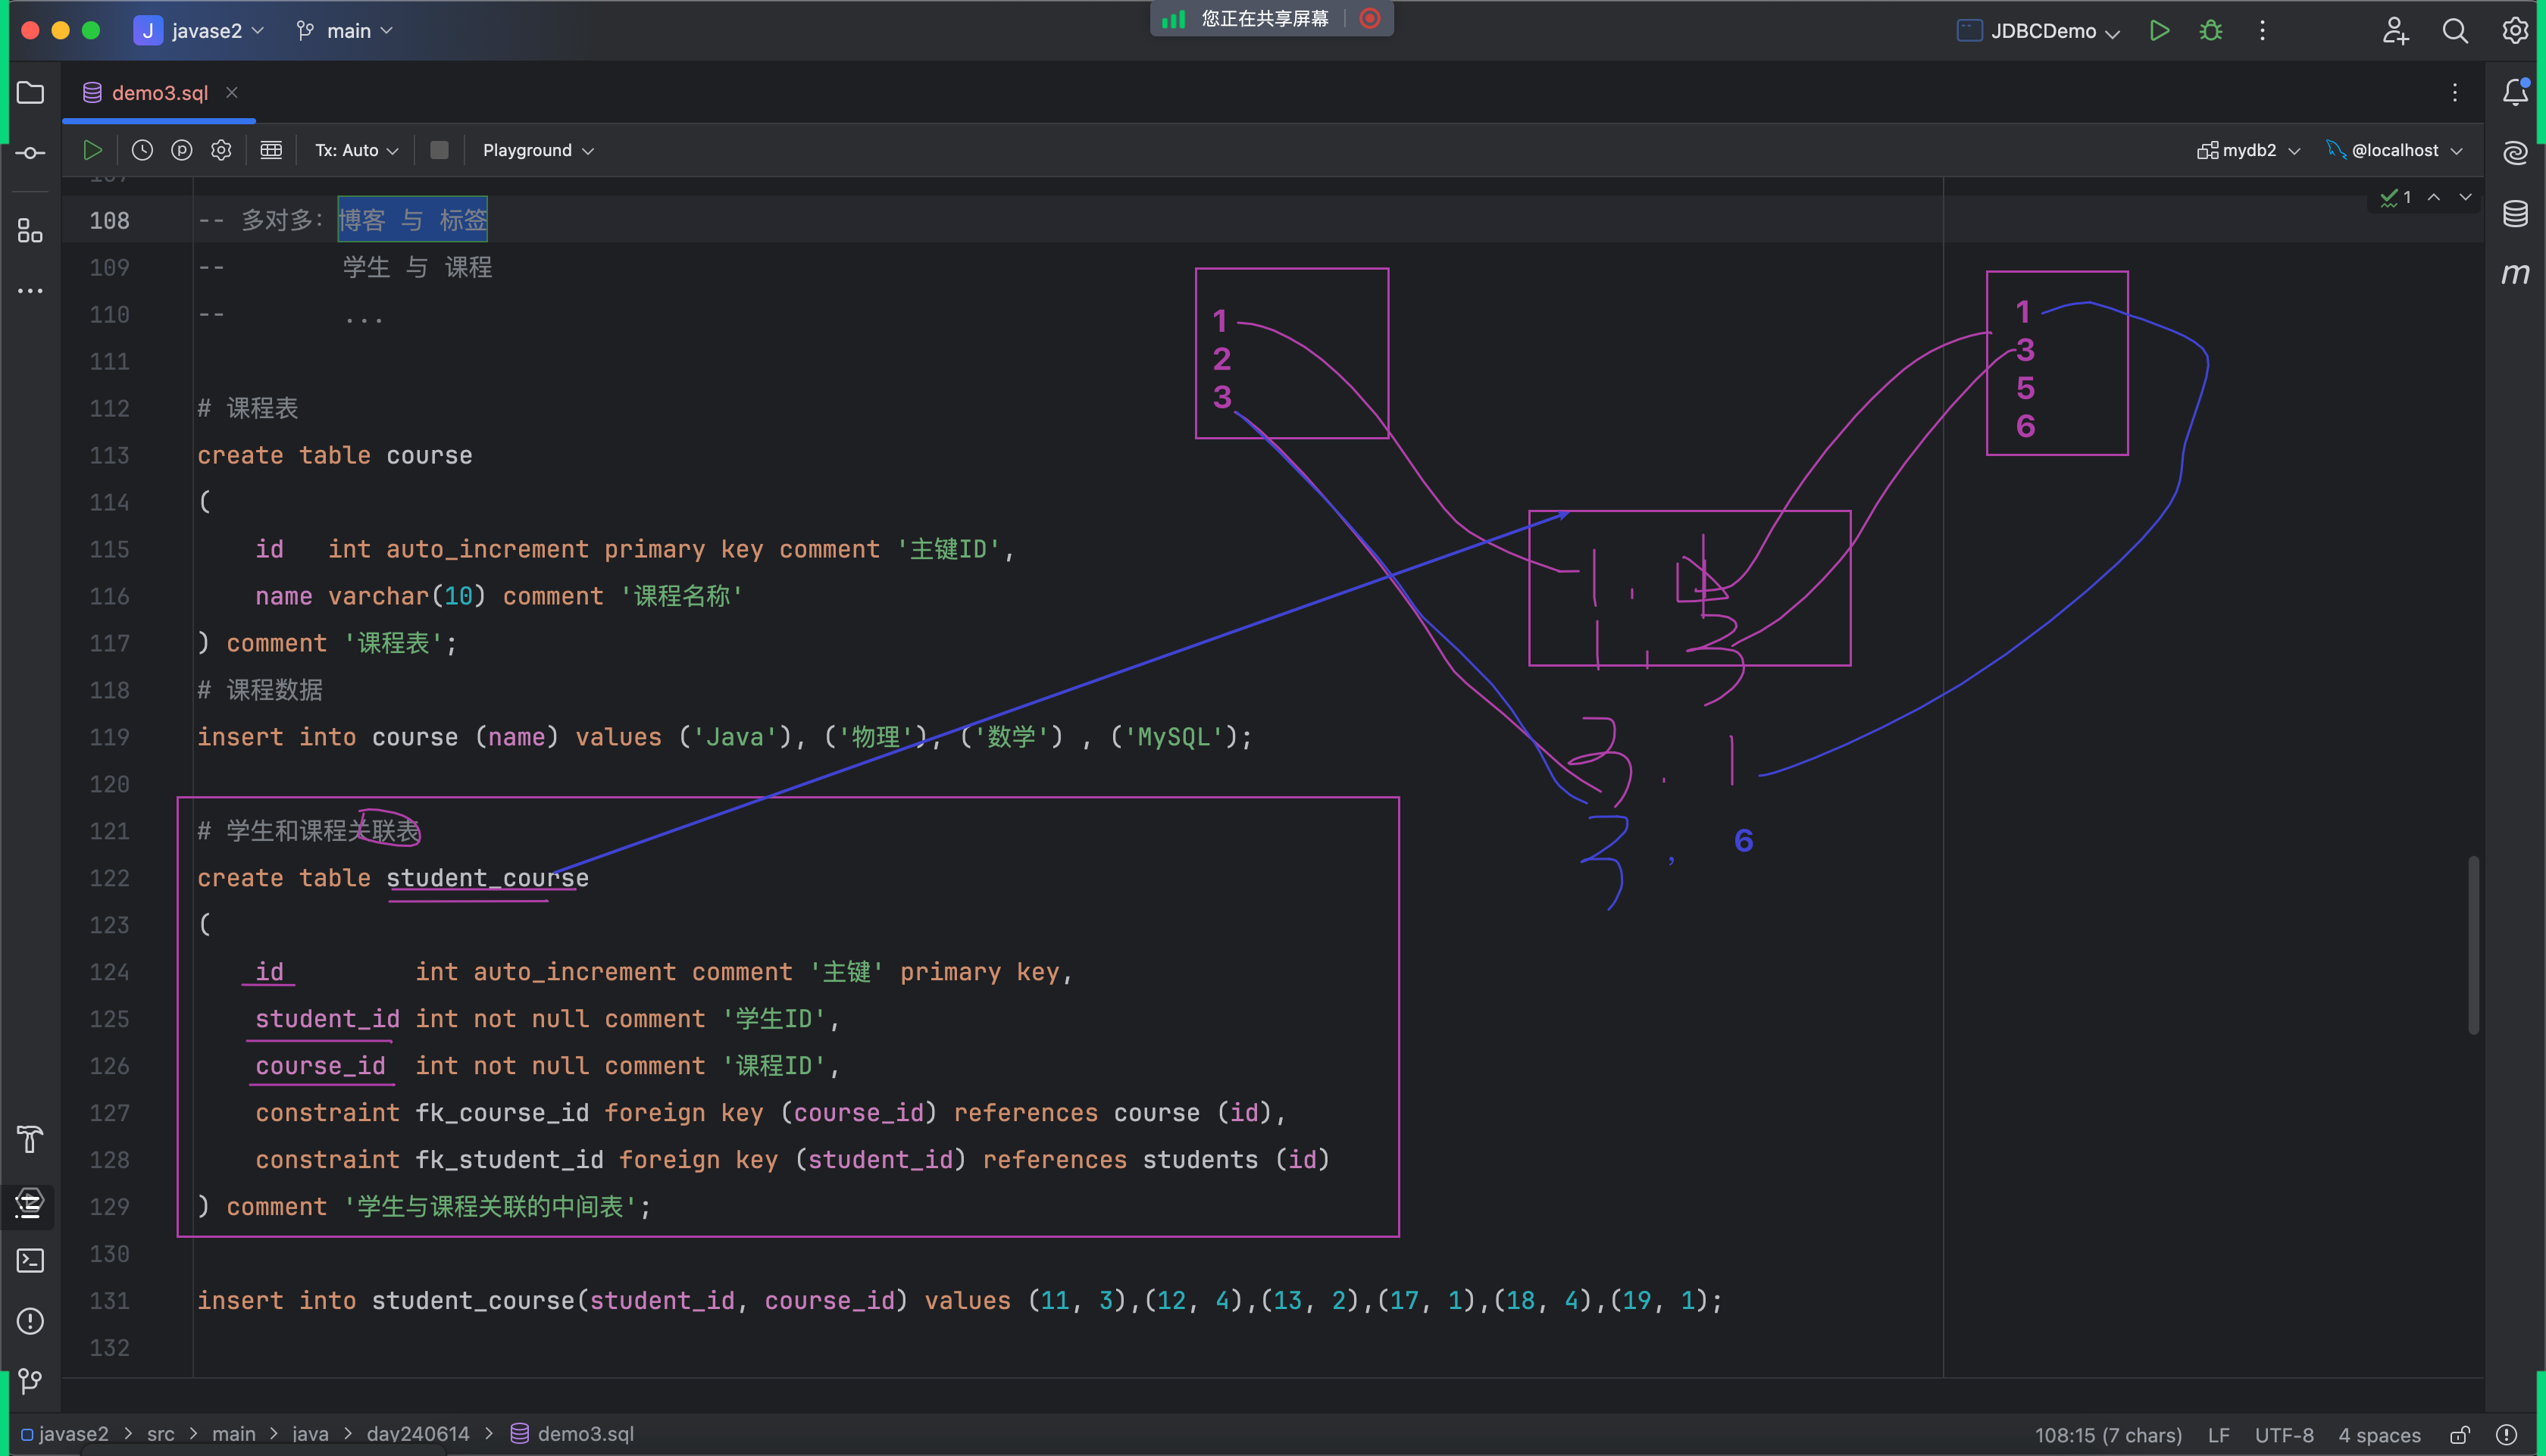 J javase2 main
您正在共享屏幕
JDBCDemo
demo3.sql
Tx: Auto Playground mydb2 @localhost
108 -- 多对多：博客 与 标签
1
109 -- 学生 与 课程
110 -- ...
111
112 # 课程表
113 create table course
114 (
115 id int auto_increment primary key comment '主键ID',
116 name varchar(10) comment '课程名称'
117 ) comment '课程表';
118 # 课程数据
119 insert into course (name) values ('Java'), ('物理'), ('数学') , ('MySQL');
120
121 # 学生和课程关联表
122 create table student_course
123 (
124 id int auto_increment comment '主键' primary key,
125 student_id int not null comment '学生ID',
126 course_id int not null comment '课程ID',
127 constraint fk_course_id foreign key (course_id) references course (id),
128 constraint fk_student_id foreign key (student_id) references students (id)
129 ) comment '学生与课程关联的中间表';
130
131 insert into student_course(student_id, course_id) values (11, 3),(12, 4),(13, 2),(17, 1),(18, 4),(19, 1);
132
1
2
3
1
3
5
6
1 , 3
3 , 1
3 , 6
m
javase2 > src > main > java > day240614 > demo3.sql
108:15 (7 chars) LF UTF-8 4 spaces